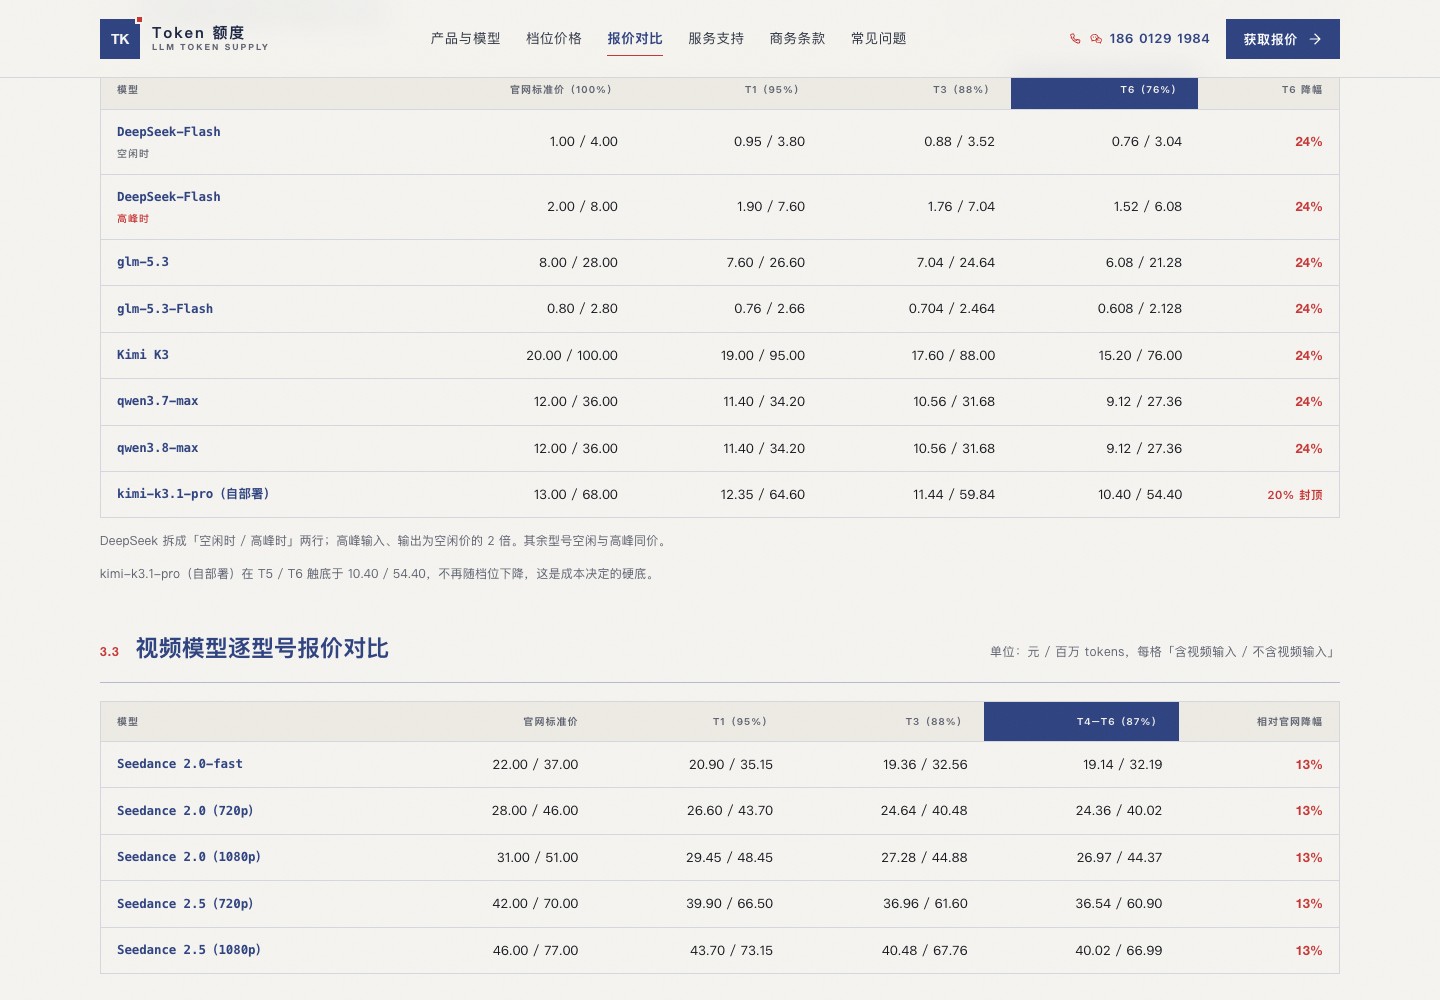 TK
Token 额度
LLM TOKEN SUPPLY
产品与模型 档位价格 报价对比 服务支持 商务条款 常见问题
186 0129 1984
获取报价 →
模型 官网标准价（100%） T1（95%） T3（88%） T6（76%） T6 降幅
DeepSeek-Flash
空闲时
1.00 / 4.00 0.95 / 3.80 0.88 / 3.52 0.76 / 3.04 24%
DeepSeek-Flash
高峰时
2.00 / 8.00 1.90 / 7.60 1.76 / 7.04 1.52 / 6.08 24%
glm-5.3 8.00 / 28.00 7.60 / 26.60 7.04 / 24.64 6.08 / 21.28 24%
glm-5.3-Flash 0.80 / 2.80 0.76 / 2.66 0.704 / 2.464 0.608 / 2.128 24%
Kimi K3 20.00 / 100.00 19.00 / 95.00 17.60 / 88.00 15.20 / 76.00 24%
qwen3.7-max 12.00 / 36.00 11.40 / 34.20 10.56 / 31.68 9.12 / 27.36 24%
qwen3.8-max 12.00 / 36.00 11.40 / 34.20 10.56 / 31.68 9.12 / 27.36 24%
kimi-k3.1-pro（自部署） 13.00 / 68.00 12.35 / 64.60 11.44 / 59.84 10.40 / 54.40 20% 封顶
DeepSeek 拆成「空闲时 / 高峰时」两行；高峰输入、输出为空闲价的 2 倍。其余型号空闲与高峰同价。
kimi-k3.1-pro（自部署）在 T5 / T6 触底于 10.40 / 54.40，不再随档位下降，这是成本决定的硬底。
3.3 视频模型逐型号报价对比
单位：元 / 百万 tokens，每格「含视频输入 / 不含视频输入」
模型 官网标准价 T1（95%） T3（88%） T4—T6（87%） 相对官网降幅
Seedance 2.0-fast 22.00 / 37.00 20.90 / 35.15 19.36 / 32.56 19.14 / 32.19 13%
Seedance 2.0（720p） 28.00 / 46.00 26.60 / 43.70 24.64 / 40.48 24.36 / 40.02 13%
Seedance 2.0（1080p） 31.00 / 51.00 29.45 / 48.45 27.28 / 44.88 26.97 / 44.37 13%
Seedance 2.5（720p） 42.00 / 70.00 39.90 / 66.50 36.96 / 61.60 36.54 / 60.90 13%
Seedance 2.5（1080p） 46.00 / 77.00 43.70 / 73.15 40.48 / 67.76 40.02 / 66.99 13%